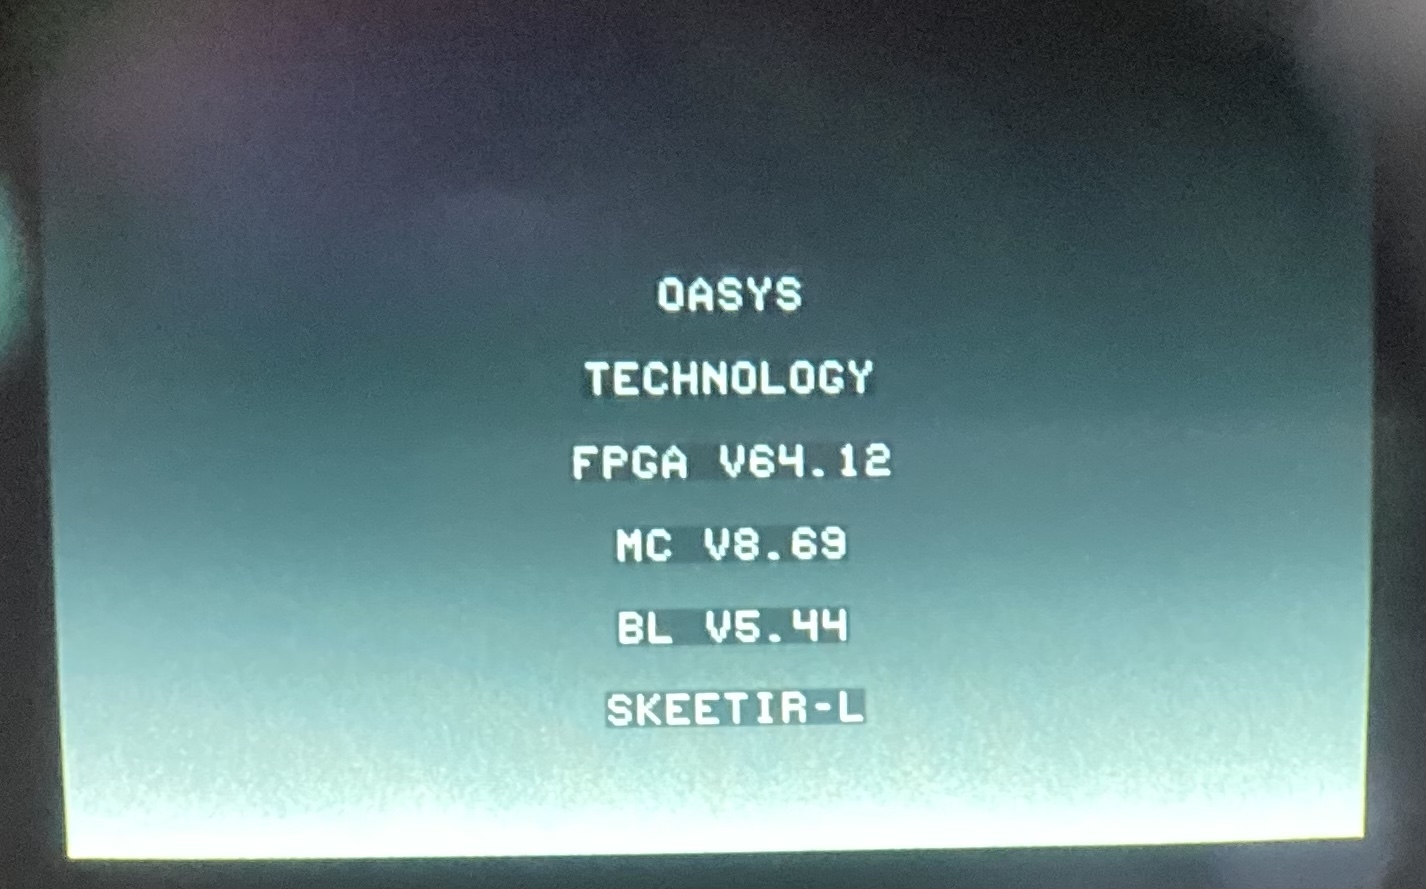 OASYS
TECHNOLOGY
FPGA V64.12
MC V8.69
BL V5.44
SKEETIR-L